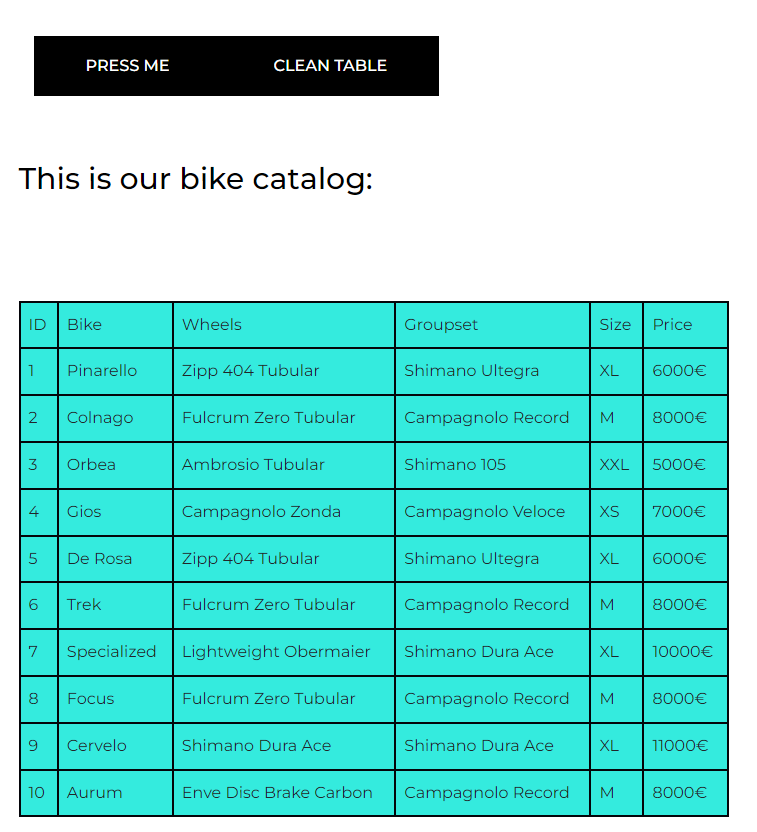 PRESS ME CLEAN TABLE
This is our bike catalog:
ID Bike Wheels Groupset Size Price
1 Pinarello Zipp 404 Tubular Shimano Ultegra XL 6000€
2 Colnago Fulcrum Zero Tubular Campagnolo Record M 8000€
3 Orbea Ambrosio Tubular Shimano 105 XXL 5000€
4 Gios Campagnolo Zonda Campagnolo Veloce XS 7000€
5 De Rosa Zipp 404 Tubular Shimano Ultegra XL 6000€
6 Trek Fulcrum Zero Tubular Campagnolo Record M 8000€
7 Specialized Lightweight Obermaier Shimano Dura Ace XL 10000€
8 Focus Fulcrum Zero Tubular Campagnolo Record M 8000€
9 Cervelo Shimano Dura Ace Shimano Dura Ace XL 11000€
10 Aurum Enve Disc Brake Carbon Campagnolo Record M 8000€